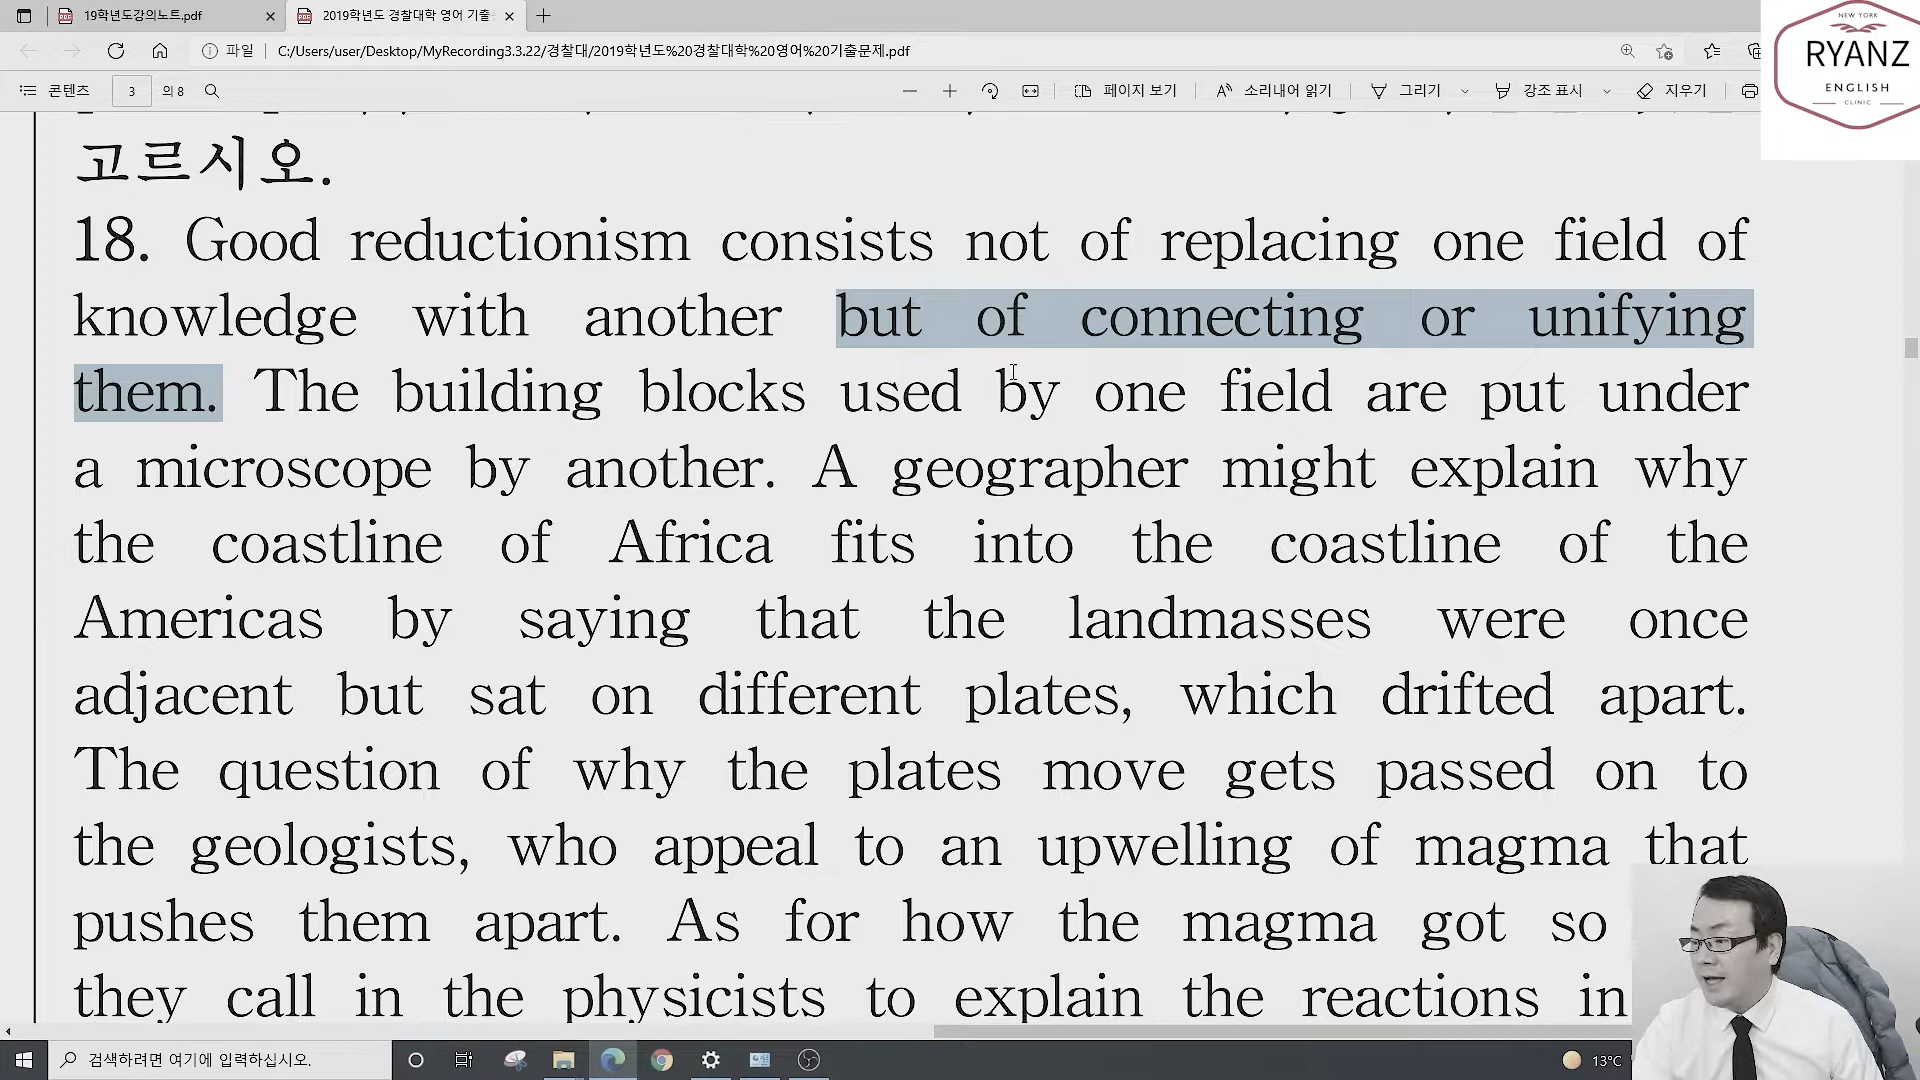 19학년도강의노트.pdf
2019학년도 경찰대학 영어 기출
파일
C:/Users/user/Desktop/MyRecording3.3.22/경찰대/2019학년도%20경찰대학%20영어%20기출문제.pdf
콘텐츠
3
의 8
페이지 보기
소리내어 읽기
그리기
강조 표시
지우기
NEW YORK
RYANZ
ENGLISH
CLINIC
고르시오.
18. Good reductionism consists not of replacing one field of
knowledge with another but of connecting or unifying
them. The building blocks used by one field are put under
a microscope by another. A geographer might explain why
the coastline of Africa fits into the coastline of the
Americas by saying that the landmasses were once
adjacent but sat on different plates, which drifted apart.
The question of why the plates move gets passed on to
the geologists, who appeal to an upwelling of magma that
pushes them apart. As for how the magma got so
they call in the physicists to explain the reactions in
검색하려면 여기에 입력하십시오.
13°C